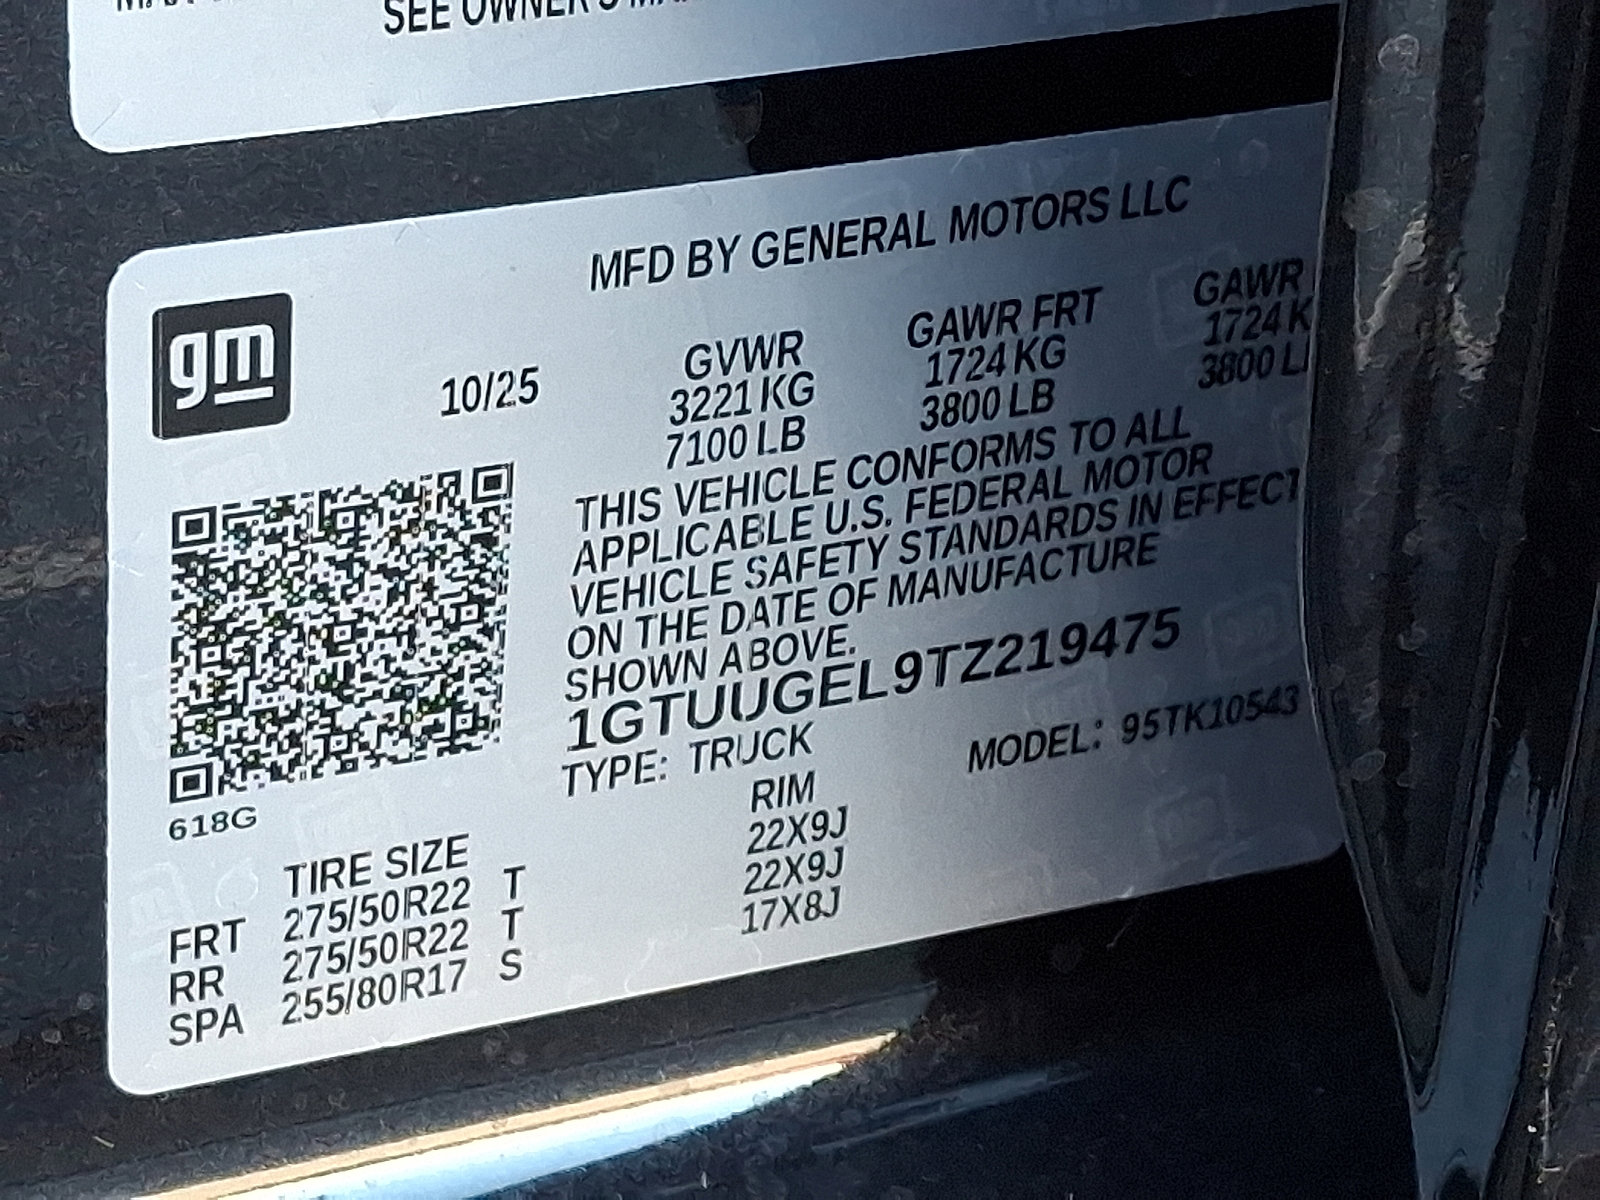 SEE OWNER'S
gm
MFD BY GENERAL MOTORS LLC
10/25
GVWR GAWR FRT GAWR
3221 KG 1724 KG 1724 K
7100 LB 3800 LB 3800 L
THIS VEHICLE CONFORMS TO ALL
APPLICABLE U.S. FEDERAL MOTOR
VEHICLE SAFETY STANDARDS IN EFFECT
ON THE DATE OF MANUFACTURE
SHOWN ABOVE.
1GTUUGEL9TZ219475
TYPE: TRUCK MODEL: 95TK10543
618G
TIRE SIZE RIM
FRT 275/50R22 T 22X9J
RR 275/50R22 T 22X9J
SPA 255/80R17 S 17X8J